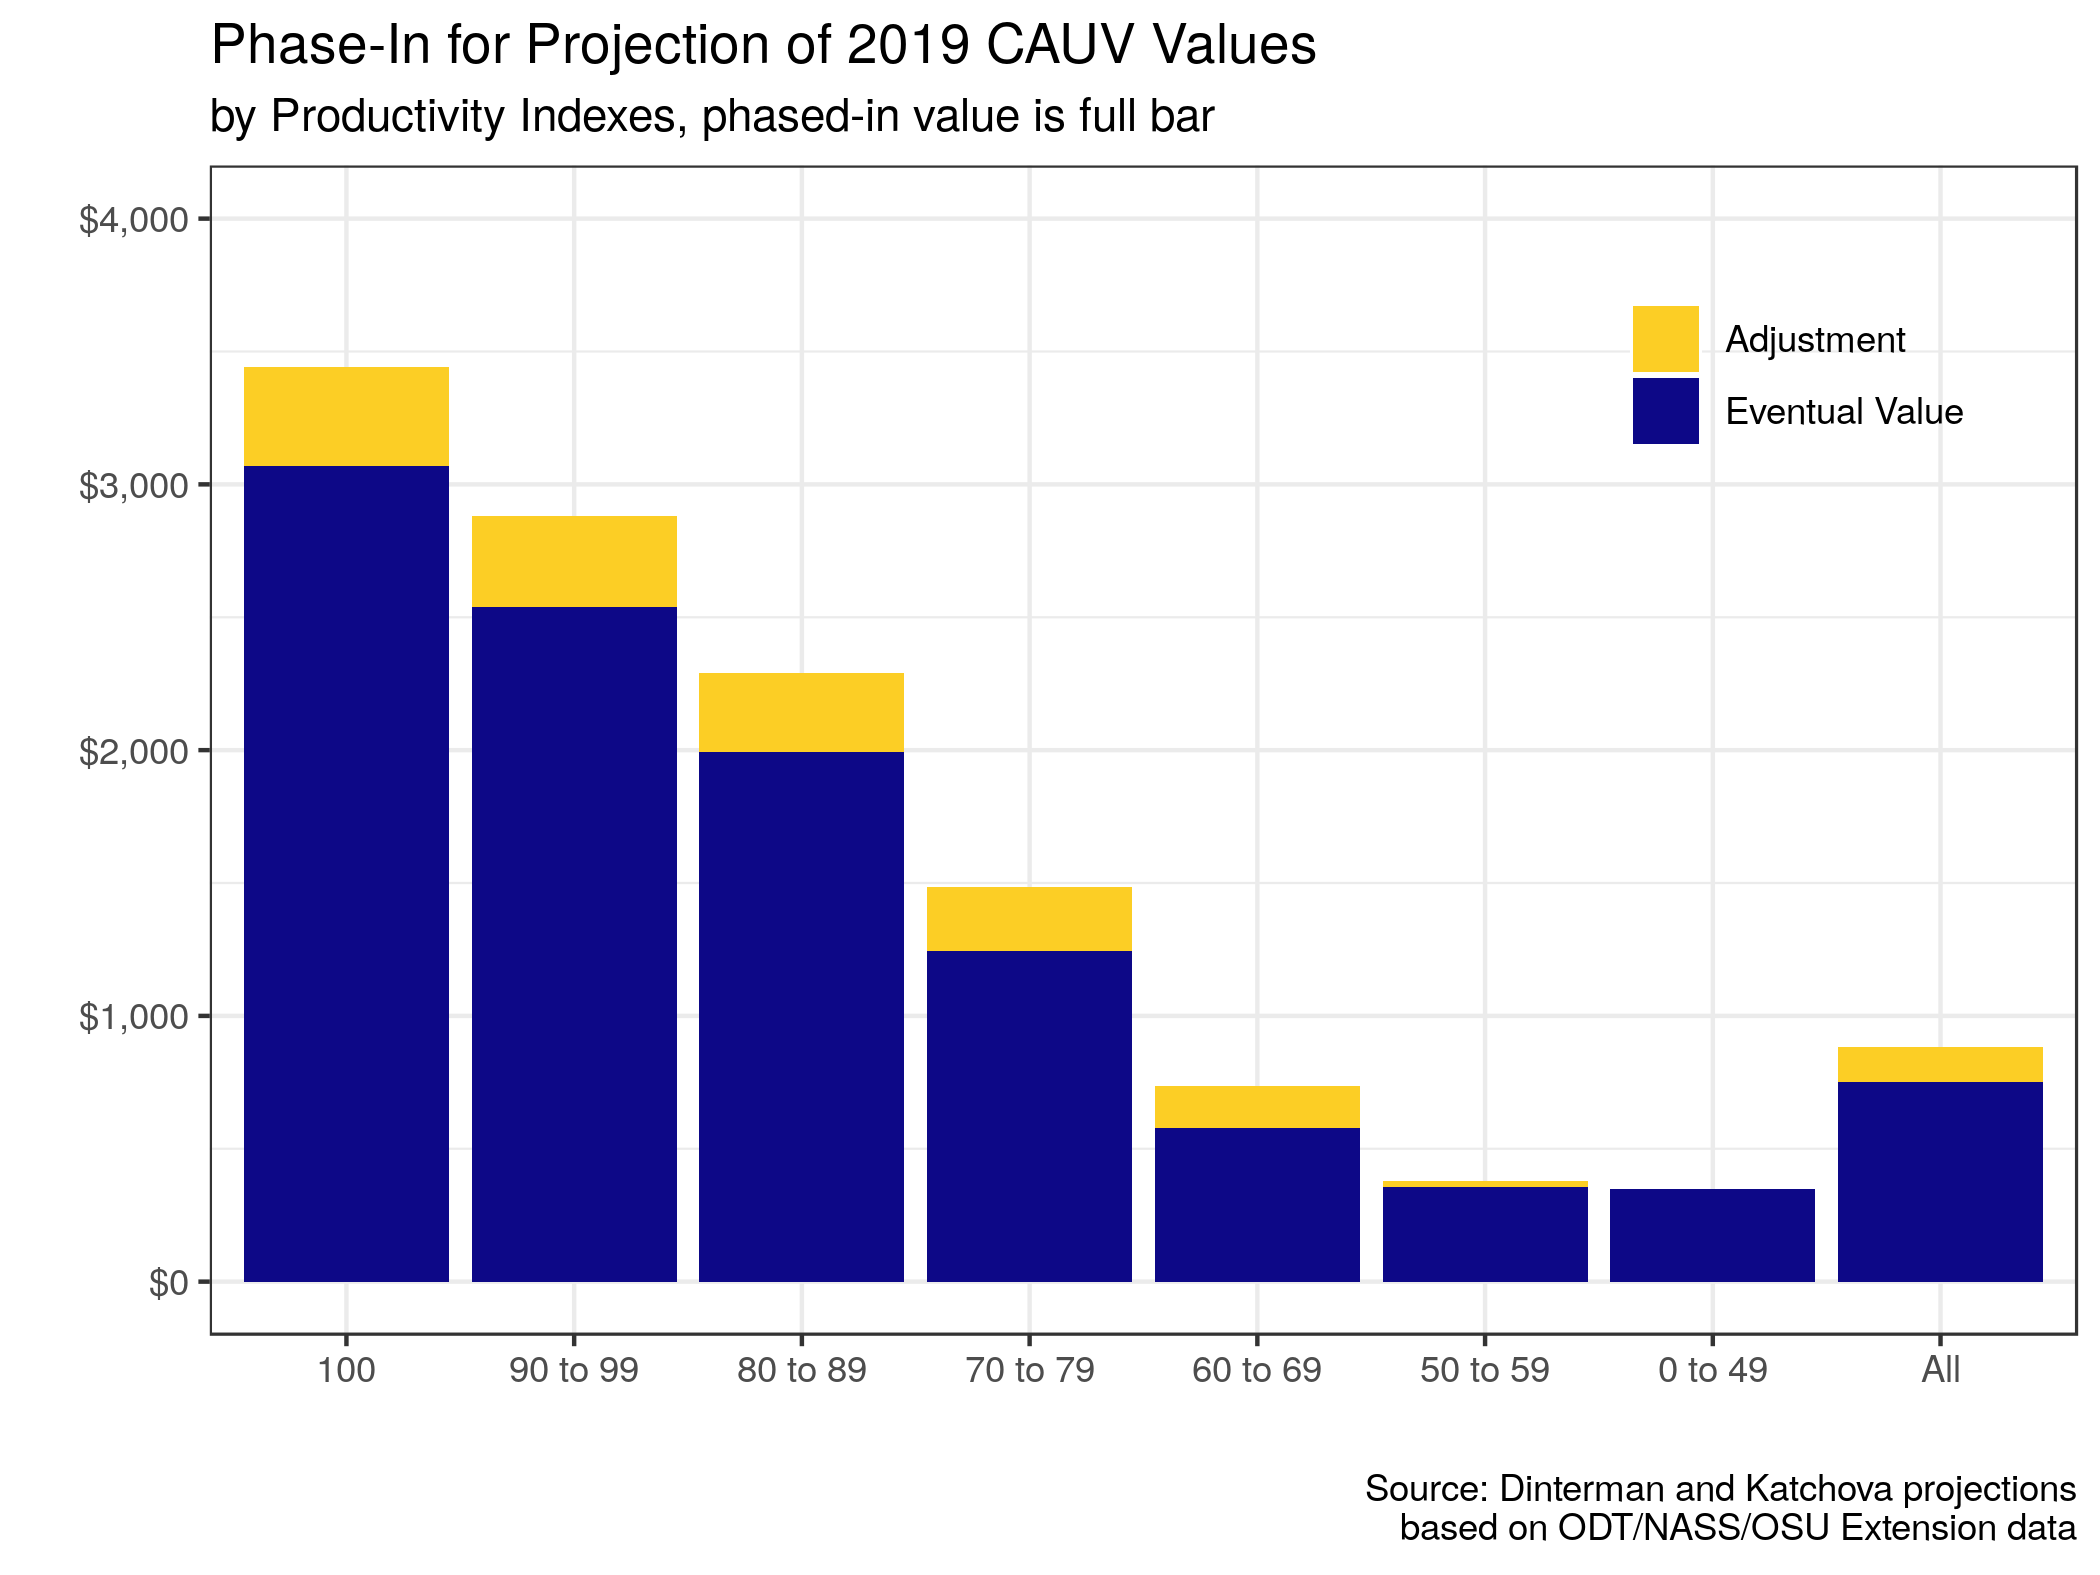 Phase-In for Projection of 2019 CAUV Values
by Productivity Indexes, phased-in value is full bar
$4,000
$3,000
$2,000
$1,000
$0
Adjustment
Eventual Value
100
90 to 99
80 to 89
70 to 79
60 to 69
50 to 59
0 to 49
All
Source: Dinterman and Katchova projections
based on ODT/NASS/OSU Extension data